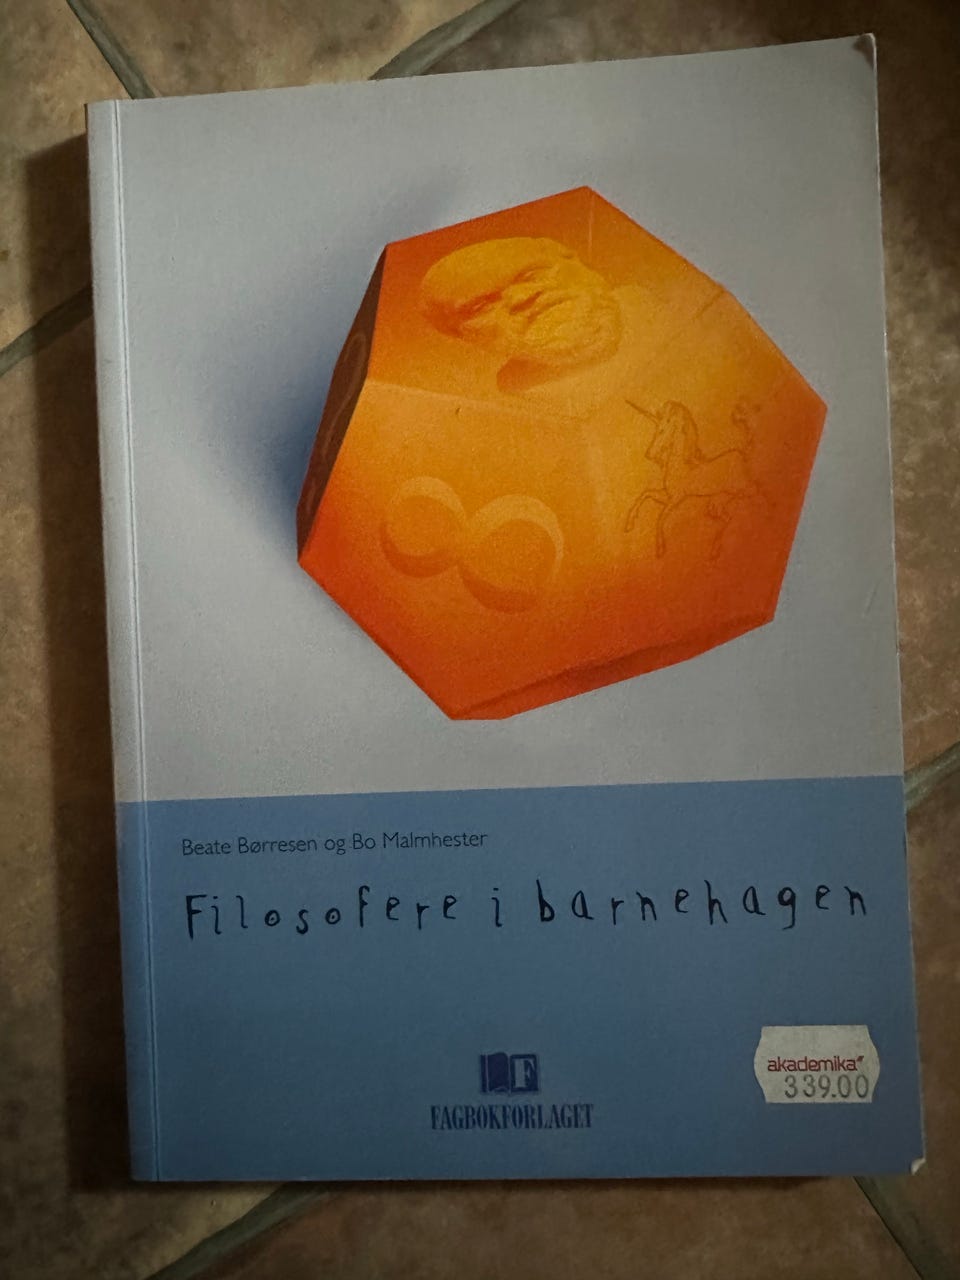 Beate Børresen og Bo Malmhester
Filosofere i barnehagen
F
FAGBOKFORLAGET
akademika
339.00